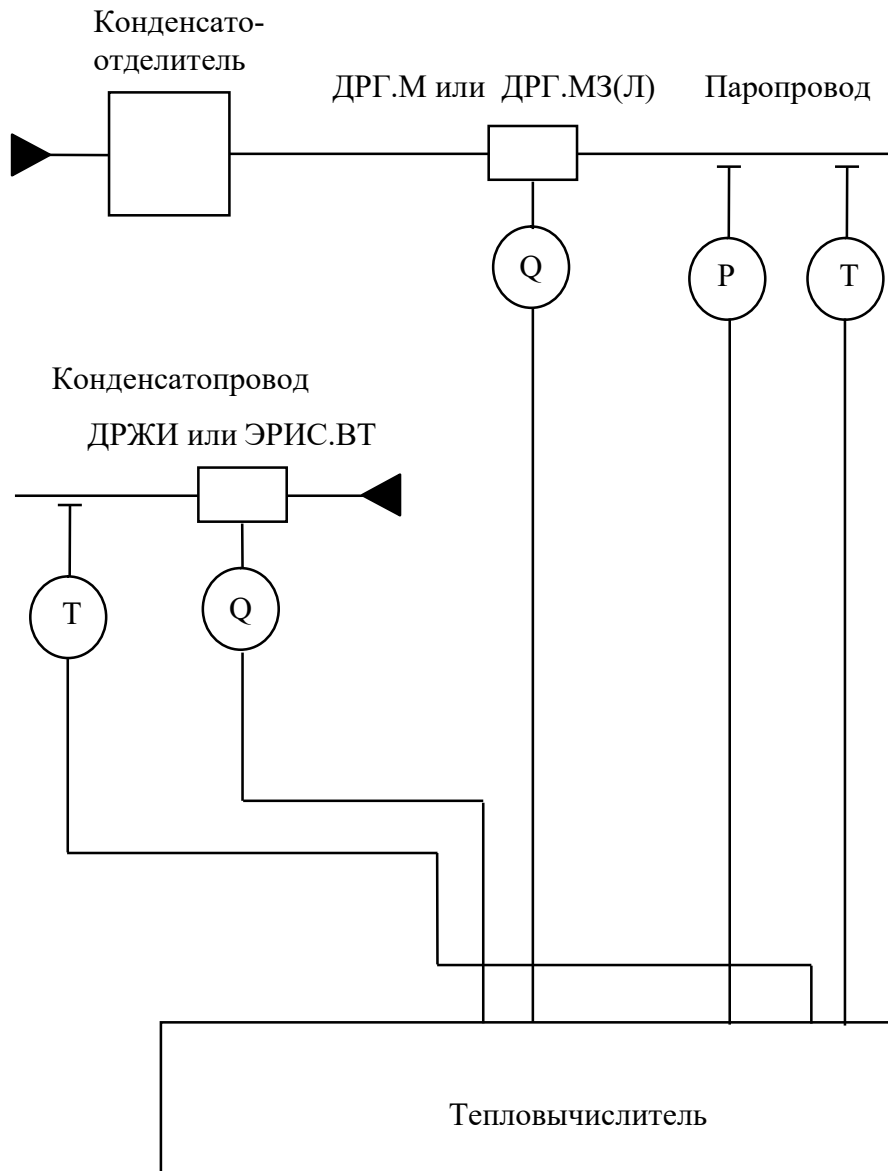 Конденсато-
отделитель
ДРГ.М или ДРГ.МЗ(Л)
Паропровод
Q
P
T
Конденсатопровод
ДРЖИ или ЭРИС.ВТ
T
Q
Тепловычислитель